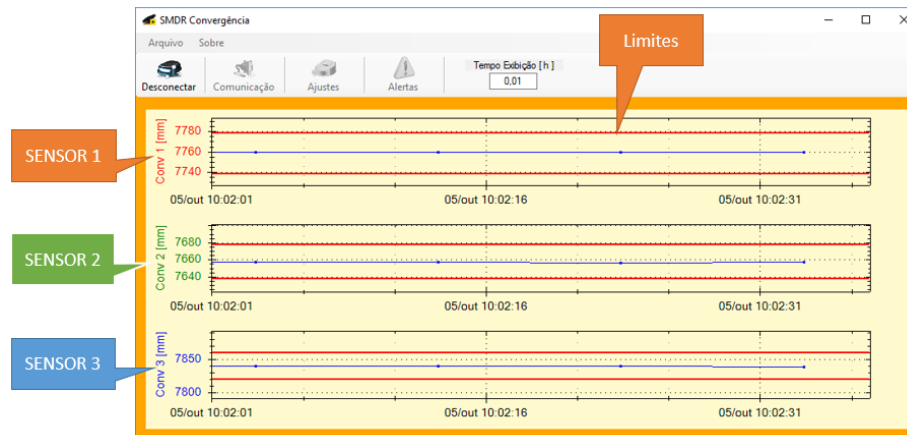 SMDR Convergência
Arquivo Sobre
Limites
Desconectar Comunicação Ajustes Alertas
Tempo Exibição [ h ]
0,01
SENSOR 1
Conv 1 [mm]
7780
7760
7740
05/out 10:02:01 05/out 10:02:16 05/out 10:02:31
SENSOR 2
Conv 2 [mm]
7680
7660
7640
05/out 10:02:01 05/out 10:02:16 05/out 10:02:31
SENSOR 3
Conv 3 [mm]
7850
7800
05/out 10:02:01 05/out 10:02:16 05/out 10:02:31